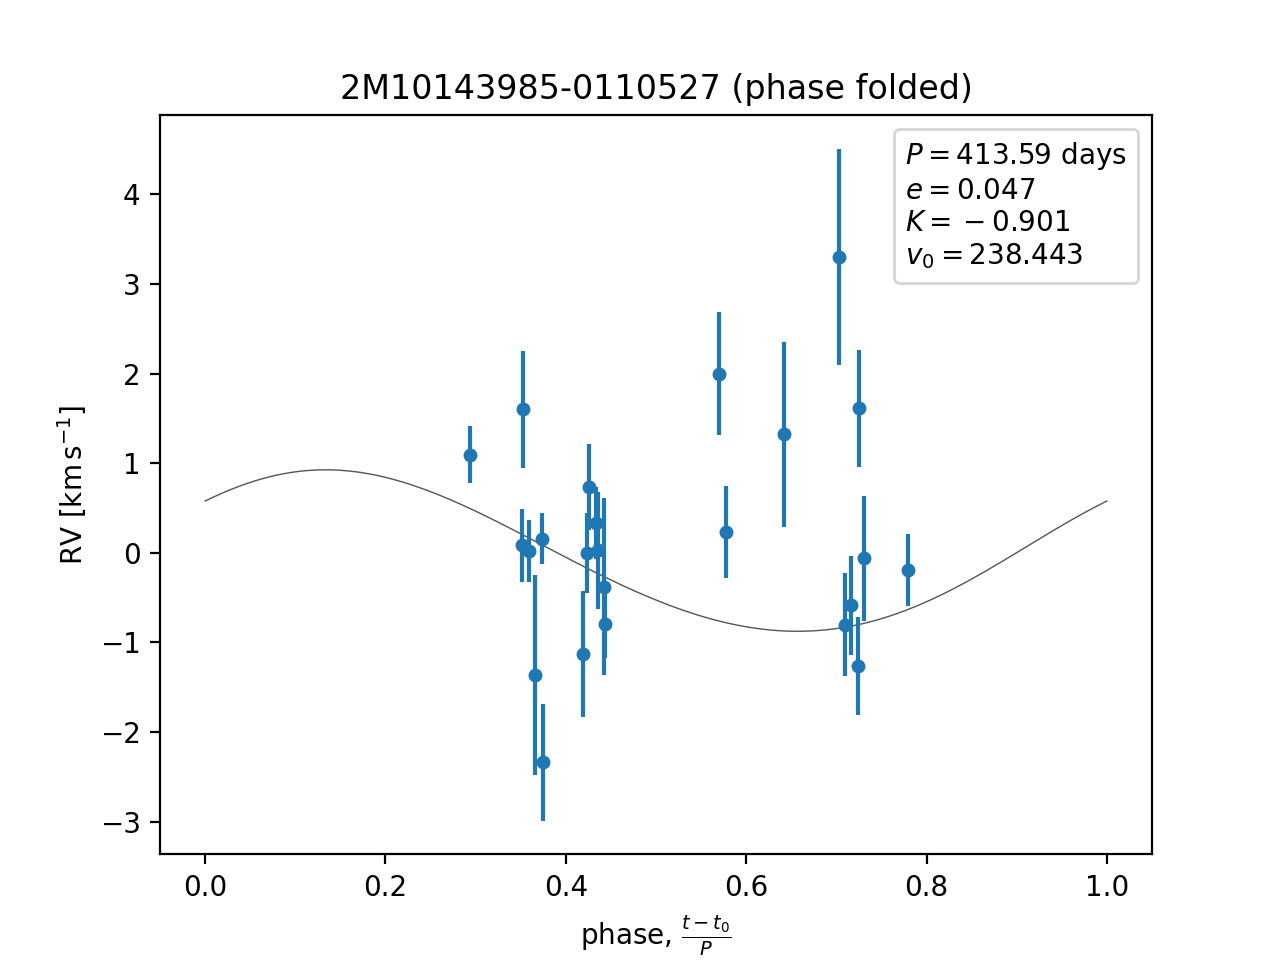 2M10143985-0110527 (phase folded)
P = 413.59 days
e = 0.047
K = −0.901
v₀ = 238.443
4
3
2
1
0
−1
−2
−3
RV [km s⁻¹]
0.0 0.2 0.4 0.6 0.8 1.0
phase, (t − t₀)/P